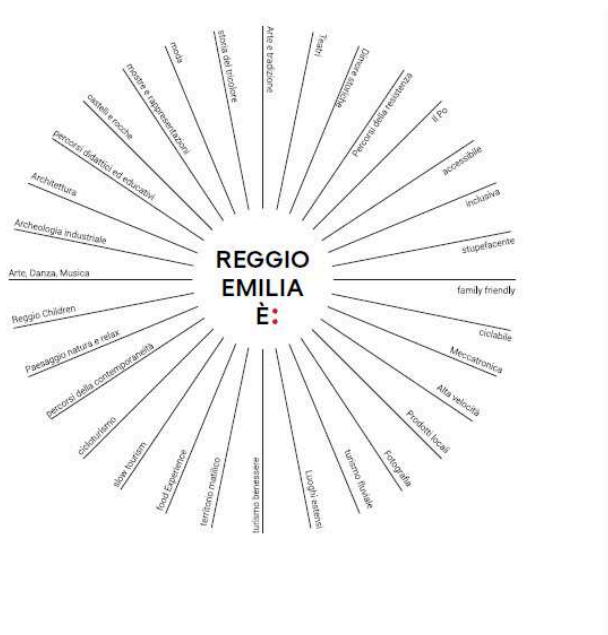 Arte e tradizione
Teatri
Dimore storiche
Percorsi della resistenza
Il Po
accessibile
inclusiva
stupefacente
family friendly
ciclabile
Meccatronica
Alta velocità
Prodotti locali
Fotografia
turismo fluviale
Luoghi estensi
turismo benessere
territorio matilico
food Experience
slow tourism
cicloturismo
percorsi della contemporaneità
Paesaggio natura e relax
Reggio Children
Arte, Danza, Musica
Archeologia industriale
Architettura
percorsi didattici ed educativi
castelli e rocche
mostre e rappresentazioni
moda
storia del tricolore
REGGIO
EMILIA
È: